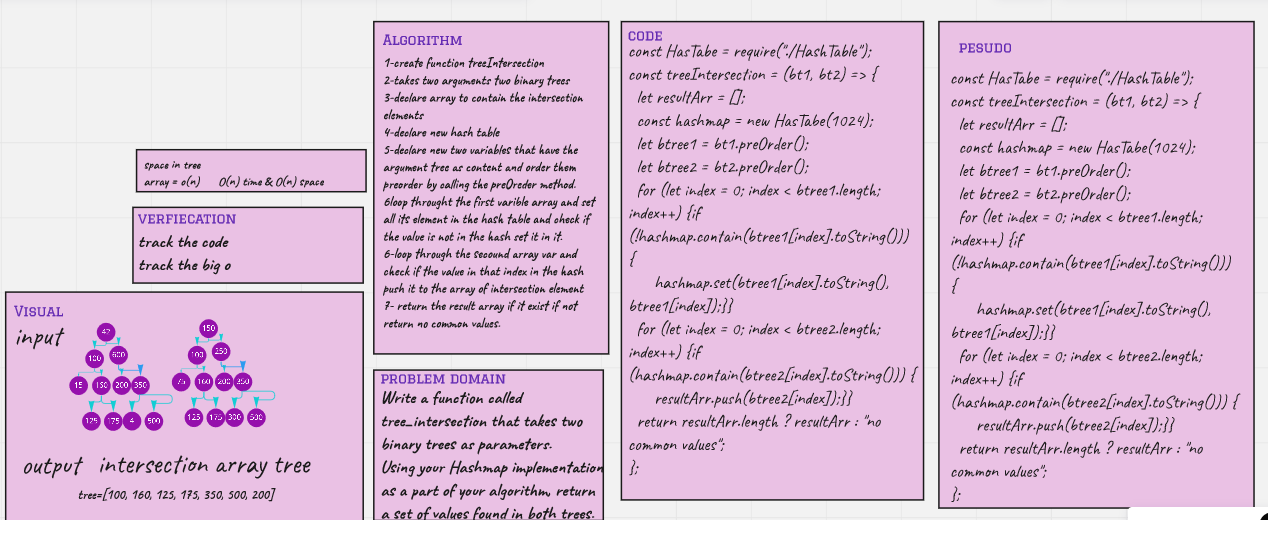 space in tree
array = o(n) O(n) time & O(n) space
VERFIECATION
track the code
track the big o
VISUAL
input
42
100
600
15
160
200
350
125
175
4
500
150
100
250
75
160
200
350
125
175
300
500
output intersection array tree
tree=[100, 160, 125, 175, 350, 500, 200]
ALGORITHM
1-create function treeIntersection
2-takes two arguments two binary trees
3-declare array to contain the intersection
elements
4-declare new hash table
5-declare new two variables that have the
argument tree as content and order them
preorder by calling the preOreder method.
6loop throught the first varible array and set
all its element in the hash table and check if
the value is not in the hash set it in it.
6-loop through the secound array var and
check if the value in that index in the hash
push it to the array of intersection element
7- return the result array if it exist if not
return no common values.
PROBLEM DOMAIN
Write a function called
tree_intersection that takes two
binary trees as parameters.
Using your Hashmap implementation
as a part of your algorithm, return
a set of values found in both trees.
CODE
const HasTabe = require("./HashTable");
const treeIntersection = (bt1, bt2) => {
let resultArr = [];
const hashmap = new HasTabe(1024);
let btree1 = bt1.preOrder();
let btree2 = bt2.preOrder();
for (let index = 0; index < btree1.length;
index++) {if
(!hashmap.contain(btree1[index].toString()))
{
hashmap.set(btree1[index].toString(),
btree1[index]);}}
for (let index = 0; index < btree2.length;
index++) {if
(hashmap.contain(btree2[index].toString())) {
resultArr.push(btree2[index]);}}
return resultArr.length ? resultArr : "no
common values";
};
PESUDO
const HasTabe = require("./HashTable");
const treeIntersection = (bt1, bt2) => {
let resultArr = [];
const hashmap = new HasTabe(1024);
let btree1 = bt1.preOrder();
let btree2 = bt2.preOrder();
for (let index = 0; index < btree1.length;
index++) {if
(!hashmap.contain(btree1[index].toString()))
{
hashmap.set(btree1[index].toString(),
btree1[index]);}}
for (let index = 0; index < btree2.length;
index++) {if
(hashmap.contain(btree2[index].toString())) {
resultArr.push(btree2[index]);}}
return resultArr.length ? resultArr : "no
common values";
};